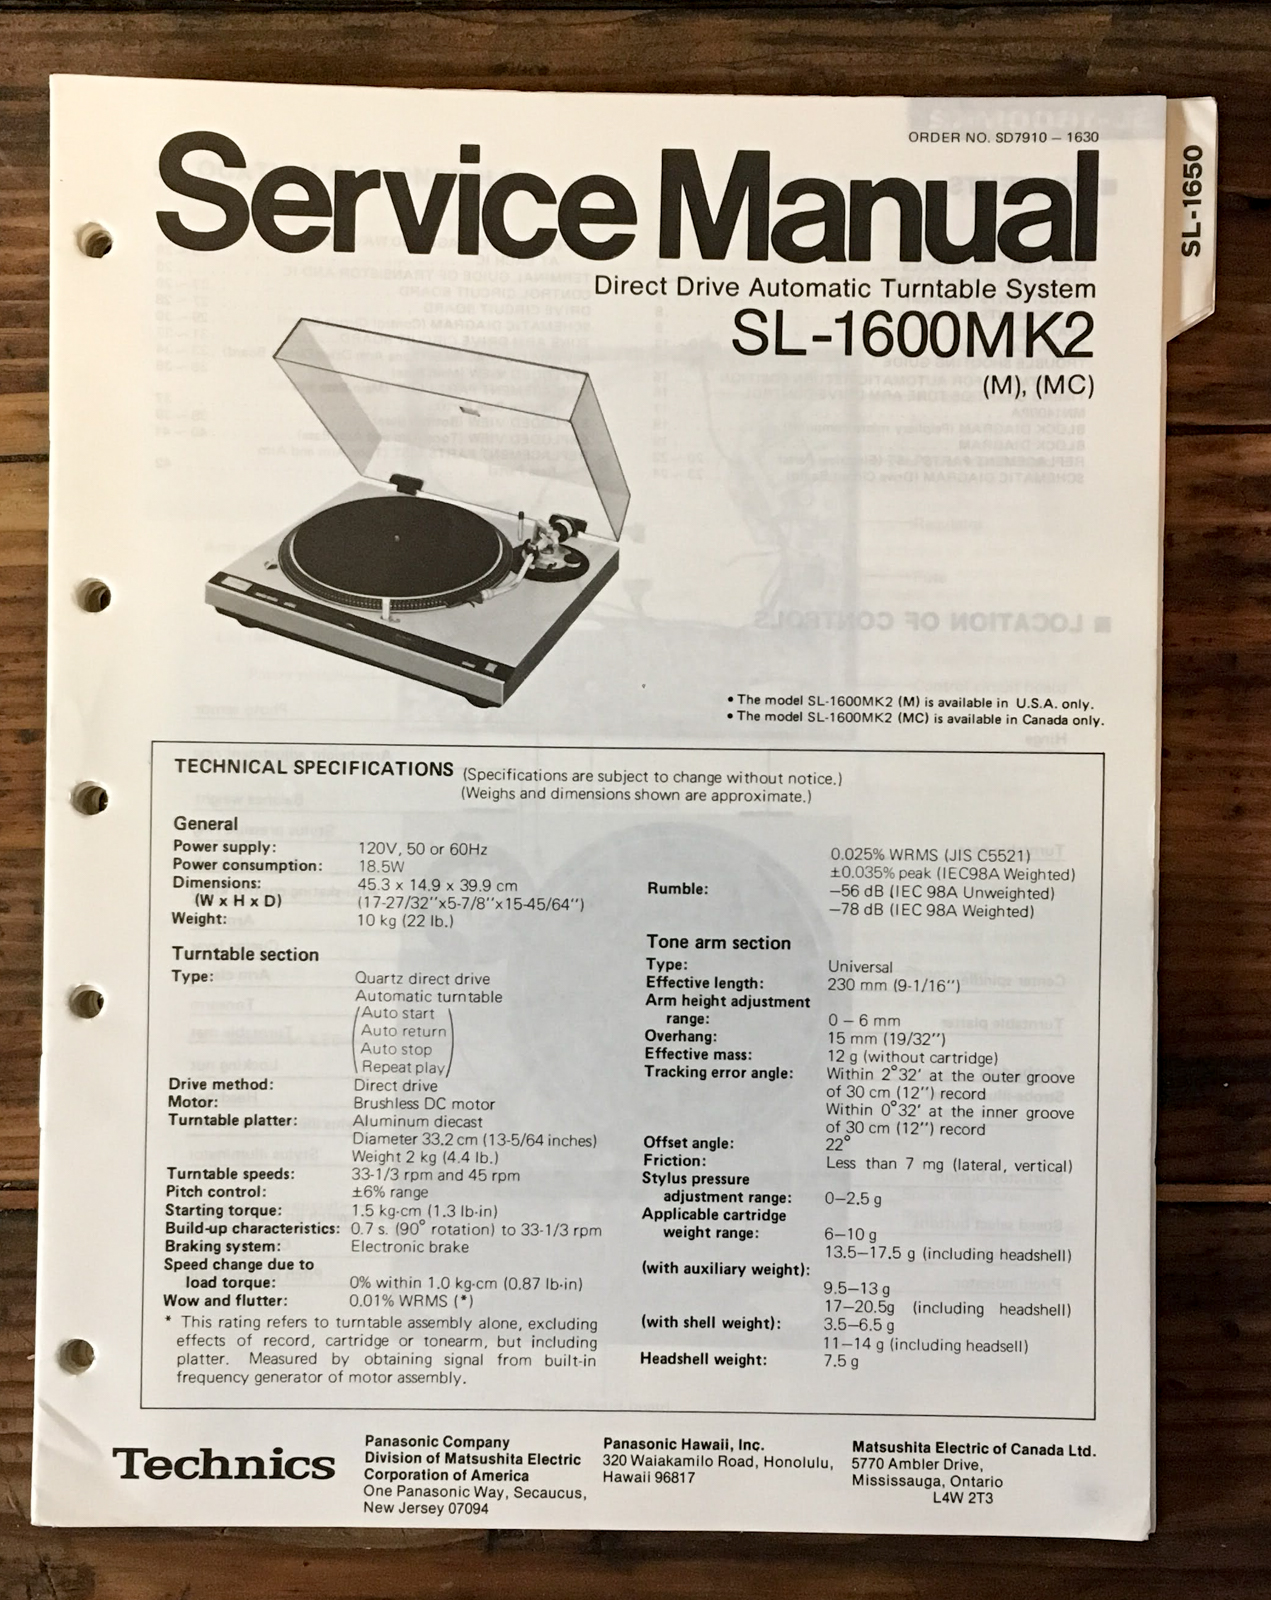 ORDER NO. SD7910 – 1630
Service Manual
Direct Drive Automatic Turntable System
SL-1600MK2
(M), (MC)
SL-1650
• The model SL-1600MK2 (M) is available in U.S.A. only.
• The model SL-1600MK2 (MC) is available in Canada only.
TECHNICAL SPECIFICATIONS (Specifications are subject to change without notice.)
(Weighs and dimensions shown are approximate.)
General
Power supply: 120V, 50 or 60Hz
Power consumption: 18.5W
Dimensions: 45.3 x 14.9 x 39.9 cm
(W x H x D) (17-27/32''x5-7/8''x15-45/64'')
Weight: 10 kg (22 lb.)
Turntable section
Type: Quartz direct drive
Automatic turntable
(Auto start
Auto return
Auto stop
Repeat play)
Drive method: Direct drive
Motor: Brushless DC motor
Turntable platter: Aluminum diecast
Diameter 33.2 cm (13-5/64 inches)
Weight 2 kg (4.4 lb.)
Turntable speeds: 33-1/3 rpm and 45 rpm
Pitch control: ±6% range
Starting torque: 1.5 kg·cm (1.3 lb-in)
Build-up characteristics: 0.7 s. (90° rotation) to 33-1/3 rpm
Braking system: Electronic brake
Speed change due to
load torque: 0% within 1.0 kg·cm (0.87 lb-in)
Wow and flutter: 0.01% WRMS (*)
* This rating refers to turntable assembly alone, excluding
effects of record, cartridge or tonearm, but including
platter. Measured by obtaining signal from built-in
frequency generator of motor assembly.
0.025% WRMS (JIS C5521)
±0.035% peak (IEC98A Weighted)
Rumble: –56 dB (IEC 98A Unweighted)
–78 dB (IEC 98A Weighted)
Tone arm section
Type: Universal
Effective length: 230 mm (9-1/16'')
Arm height adjustment
range: 0 – 6 mm
Overhang: 15 mm (19/32'')
Effective mass: 12 g (without cartridge)
Tracking error angle: Within 2°32' at the outer groove
of 30 cm (12'') record
Within 0°32' at the inner groove
of 30 cm (12'') record
Offset angle: 22°
Friction: Less than 7 mg (lateral, vertical)
Stylus pressure
adjustment range: 0–2.5 g
Applicable cartridge
weight range: 6–10 g
13.5–17.5 g (including headshell)
(with auxiliary weight):
9.5–13 g
17–20.5g (including headshell)
(with shell weight): 3.5–6.5 g
11–14 g (including headsell)
Headshell weight: 7.5 g
Technics
Panasonic Company
Division of Matsushita Electric
Corporation of America
One Panasonic Way, Secaucus,
New Jersey 07094
Panasonic Hawaii, Inc.
320 Waiakamilo Road, Honolulu,
Hawaii 96817
Matsushita Electric of Canada Ltd.
5770 Ambler Drive,
Mississauga, Ontario
L4W 2T3